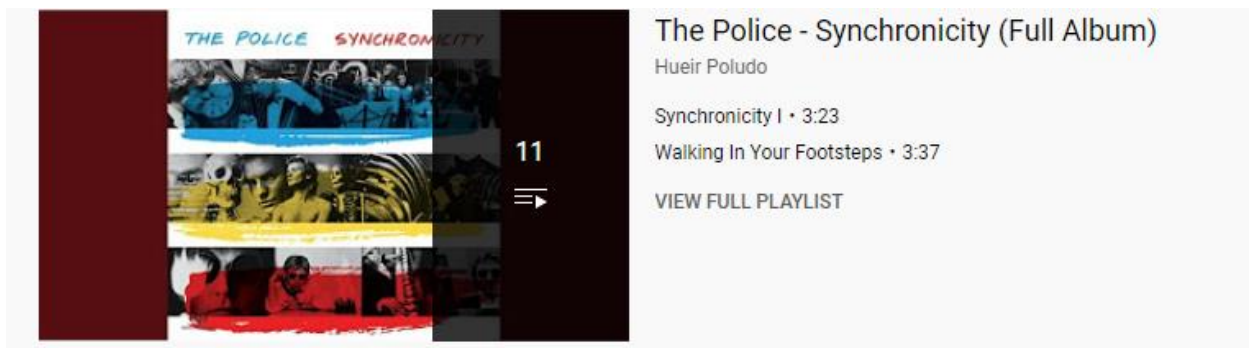 THE POLICE SYNCHRONICITY
11
The Police - Synchronicity (Full Album)
Hueir Poludo
Synchronicity I • 3:23
Walking In Your Footsteps • 3:37
VIEW FULL PLAYLIST